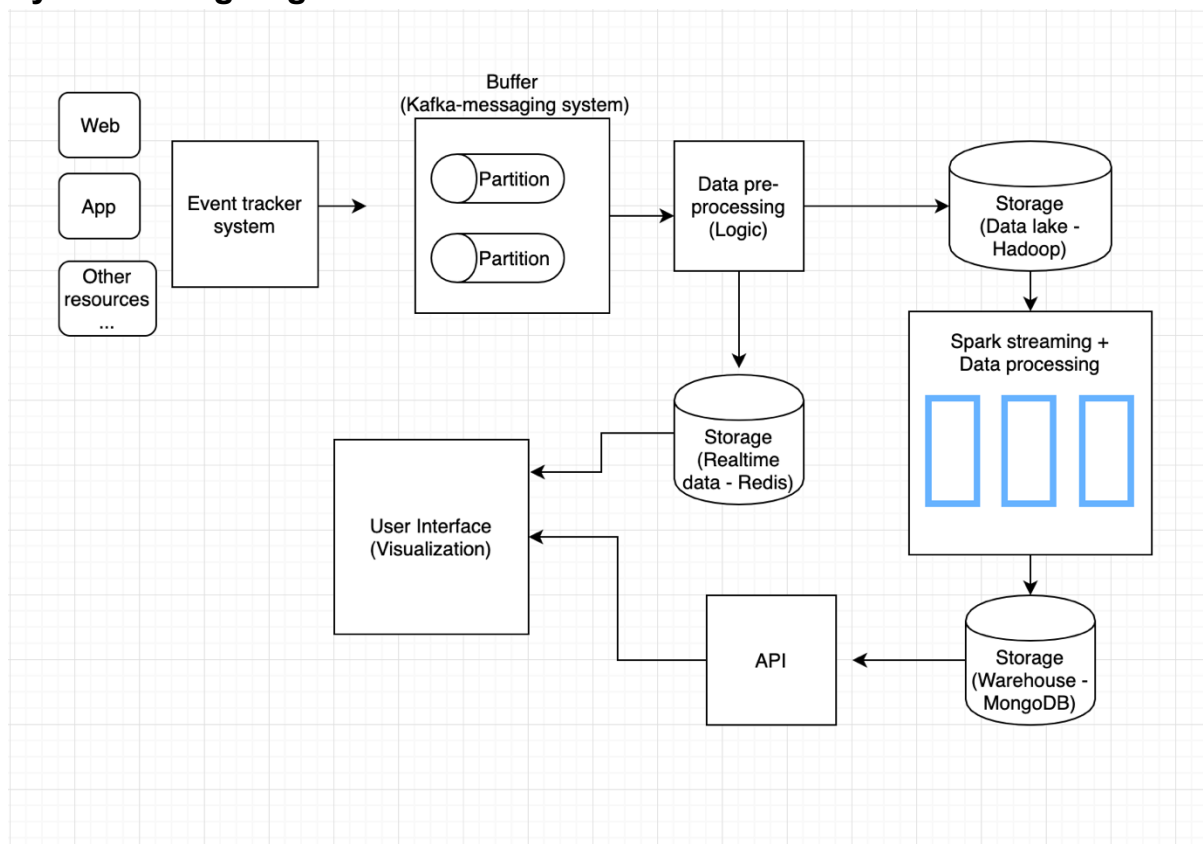 Buffer
(Kafka-messaging system)
Web
App
Other
resources
...
Event tracker
system
Partition
Partition
Data pre-
processing
(Logic)
Storage
(Data lake -
Hadoop)
Spark streaming +
Data processing
Storage
(Realtime
data - Redis)
User Interface
(Visualization)
API
Storage
(Warehouse -
MongoDB)